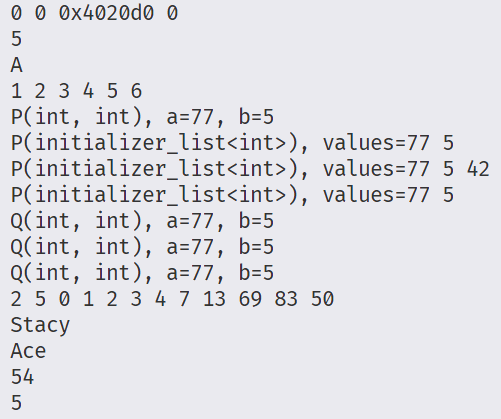 0 0 0x4020d0 0
5
A
1 2 3 4 5 6
P(int, int), a=77, b=5
P(initializer_list<int>), values=77 5
P(initializer_list<int>), values=77 5 42
P(initializer_list<int>), values=77 5
Q(int, int), a=77, b=5
Q(int, int), a=77, b=5
Q(int, int), a=77, b=5
2 5 0 1 2 3 4 7 13 69 83 50
Stacy
Ace
54
5